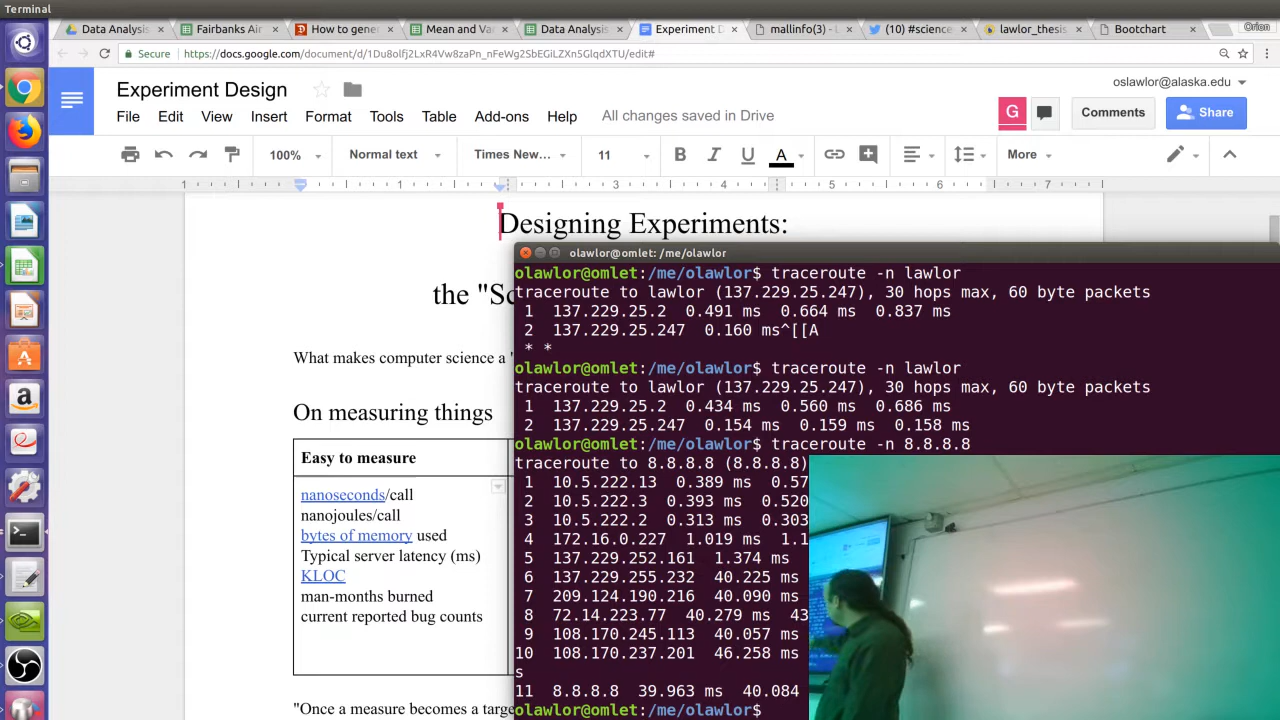 Terminal
Data Analysis
Fairbanks Air
How to gene
Mean and Va
Data Analysis
Experiment D
mallinfo(3) - L
(10) #science
lawlor_thesis
Bootchart
Orion
Secure
https://docs.google.com/document/d/1Du8olfj2LxR4Vw8zaPn_nFeWg2SbEGiLZXn5GlqdXTU/edit#
Experiment Design
oslawlor@alaska.edu
File Edit View Insert Format Tools Table Add-ons Help All changes saved in Drive
G
Comments
Share
100% Normal text Times New... 11 B I U A More
1 1 3 4 5 6 7
Designing Experiments:
the "Sc
What makes computer science a "
On measuring things
Easy to measure
nanoseconds/call
nanojoules/call
bytes of memory used
Typical server latency (ms)
KLOC
man-months burned
current reported bug counts
"Once a measure becomes a targe
olawlor@omlet: /me/olawlor
olawlor@omlet:/me/olawlor$ traceroute -n lawlor
traceroute to lawlor (137.229.25.247), 30 hops max, 60 byte packets
1 137.229.25.2 0.491 ms 0.664 ms 0.837 ms
2 137.229.25.247 0.160 ms^[[A
* *
olawlor@omlet:/me/olawlor$ traceroute -n lawlor
traceroute to lawlor (137.229.25.247), 30 hops max, 60 byte packets
1 137.229.25.2 0.434 ms 0.560 ms 0.686 ms
2 137.229.25.247 0.154 ms 0.159 ms 0.158 ms
olawlor@omlet:/me/olawlor$ traceroute -n 8.8.8.8
traceroute to 8.8.8.8 (8.8.8.8)
1 10.5.222.13 0.389 ms 0.57
2 10.5.222.3 0.393 ms 0.520
3 10.5.222.2 0.313 ms 0.303
4 172.16.0.227 1.019 ms 1.1
5 137.229.252.161 1.374 ms
6 137.229.255.232 40.225 ms
7 209.124.190.216 40.090 ms
8 72.14.223.77 40.279 ms 43
9 108.170.245.113 40.057 ms
10 108.170.237.201 46.258 ms
s
11 8.8.8.8 39.963 ms 40.084
olawlor@omlet:/me/olawlor$